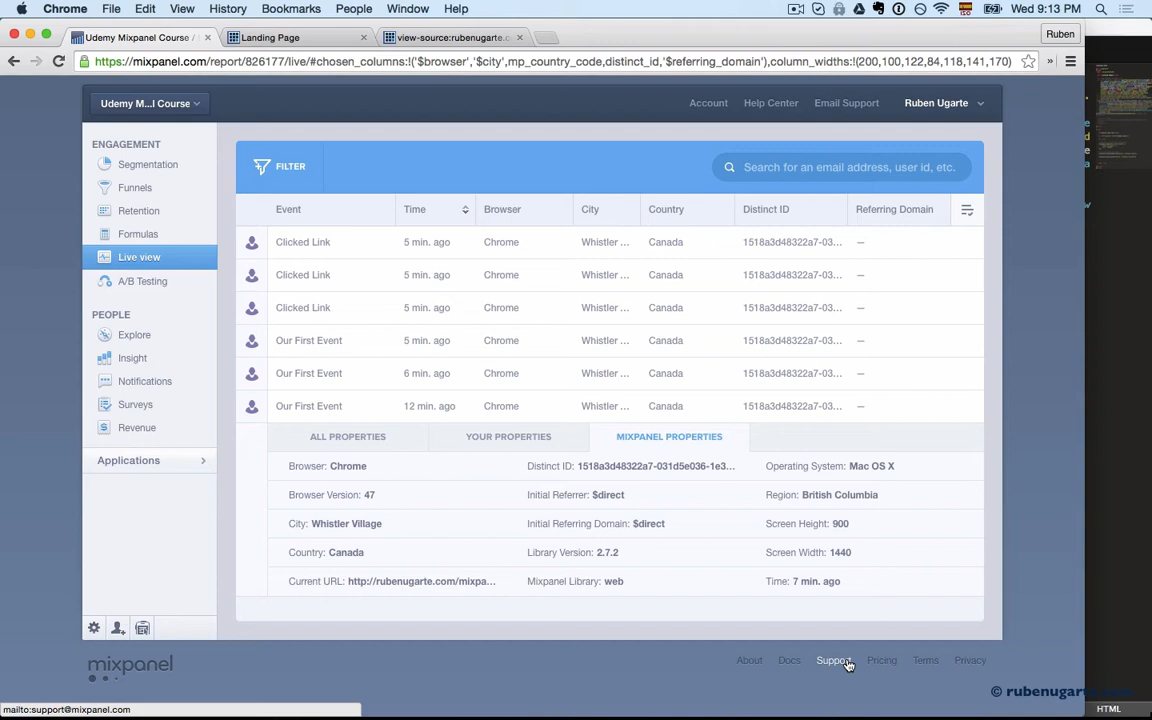 Chrome File Edit View History Bookmarks People Window Help Wed 9:13 PM
Udemy Mixpanel Course / Landing Page view-source:rubenugarte.c Ruben
https://mixpanel.com/report/826177/live/#chosen_columns:!('$browser','$city',mp_country_code,distinct_id,'$referring_domain'),column_widths:!(200,100,122,84,118,141,170) »
Udemy M...l Course Account Help Center Email Support Ruben Ugarte
ENGAGEMENT
Segmentation
Funnels
Retention
Formulas
Live view
A/B Testing
PEOPLE
Explore
Insight
Notifications
Surveys
Revenue
Applications
FILTER Search for an email address, user id, etc.
Event Time Browser City Country Distinct ID Referring Domain
Clicked Link 5 min. ago Chrome Whistler ... Canada 1518a3d48322a7-03... —
Clicked Link 5 min. ago Chrome Whistler ... Canada 1518a3d48322a7-03... —
Clicked Link 5 min. ago Chrome Whistler ... Canada 1518a3d48322a7-03... —
Our First Event 5 min. ago Chrome Whistler ... Canada 1518a3d48322a7-03... —
Our First Event 6 min. ago Chrome Whistler ... Canada 1518a3d48322a7-03... —
Our First Event 12 min. ago Chrome Whistler ... Canada 1518a3d48322a7-03... —
ALL PROPERTIES YOUR PROPERTIES MIXPANEL PROPERTIES
Browser: Chrome Distinct ID: 1518a3d48322a7-031d5e036-1e3... Operating System: Mac OS X
Browser Version: 47 Initial Referrer: $direct Region: British Columbia
City: Whistler Village Initial Referring Domain: $direct Screen Height: 900
Country: Canada Library Version: 2.7.2 Screen Width: 1440
Current URL: http://rubenugarte.com/mixpa... Mixpanel Library: web Time: 7 min. ago
mixpanel About Docs Support Pricing Terms Privacy
© rubenugarte.com
mailto:support@mixpanel.com HTML